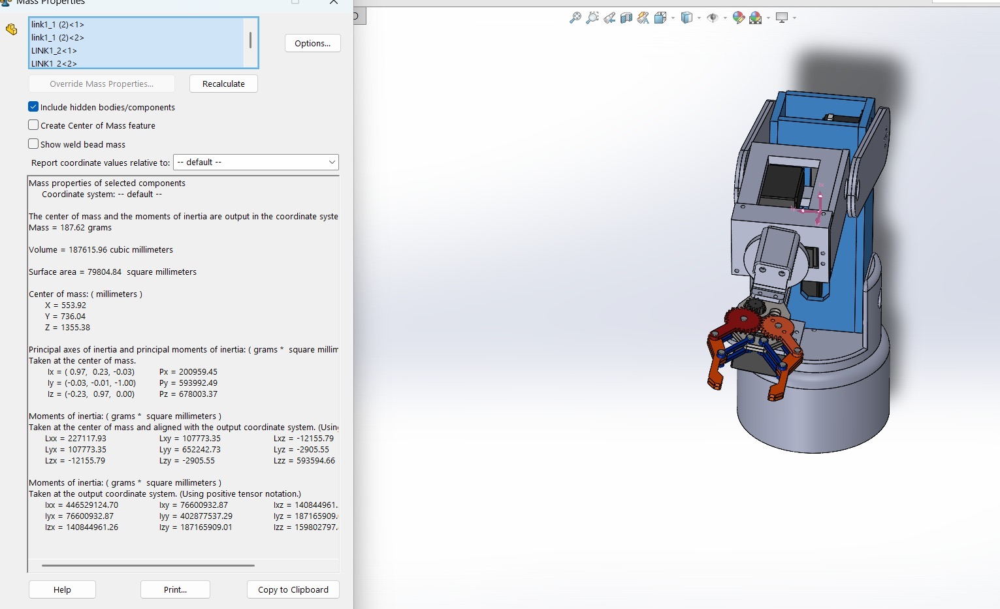 Mass Properties
link1_1 (2)<1>
link1_1 (2)<2>
LINK1_2<1>
LINK1_2<2>
Options...
Override Mass Properties...
Recalculate
Include hidden bodies/components
Create Center of Mass feature
Show weld bead mass
Report coordinate values relative to: -- default --
Mass properties of selected components
Coordinate system: -- default --
The center of mass and the moments of inertia are output in the coordinate syste
Mass = 187.62 grams
Volume = 187615.96 cubic millimeters
Surface area = 79804.84 square millimeters
Center of mass: ( millimeters )
X = 553.92
Y = 736.04
Z = 1355.38
Principal axes of inertia and principal moments of inertia: ( grams * square millim
Taken at the center of mass.
Ix = ( 0.97, 0.23, -0.03) Px = 200959.45
Iy = (-0.03, -0.01, -1.00) Py = 593992.49
Iz = (-0.23, 0.97, 0.00) Pz = 678003.37
Moments of inertia: ( grams * square millimeters )
Taken at the center of mass and aligned with the output coordinate system. (Usin
Lxx = 227117.93 Lxy = 107773.35 Lxz = -12155.79
Lyx = 107773.35 Lyy = 652242.73 Lyz = -2905.55
Lzx = -12155.79 Lzy = -2905.55 Lzz = 593594.66
Moments of inertia: ( grams * square millimeters )
Taken at the output coordinate system. (Using positive tensor notation.)
Ixx = 446529124.70 Ixy = 76600932.87 Ixz = 140844961.
Iyx = 76600932.87 Iyy = 402877537.29 Iyz = 187165909.
Izx = 140844961.26 Izy = 187165909.01 Izz = 159802797.
Help
Print...
Copy to Clipboard